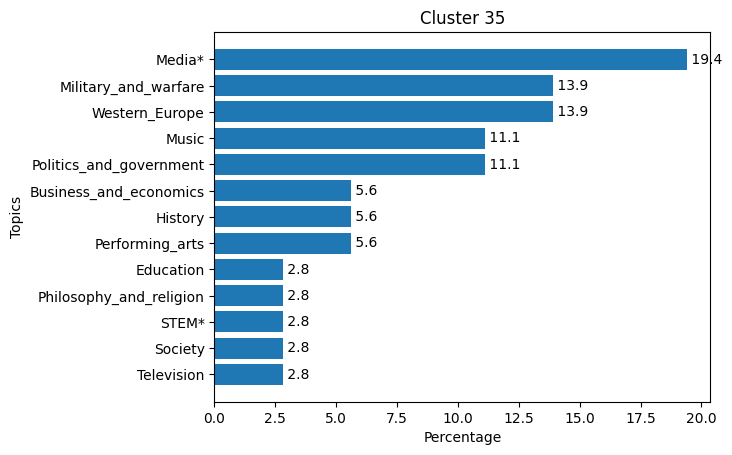 Cluster 35
Topics
Media* 19.4
Military_and_warfare 13.9
Western_Europe 13.9
Music 11.1
Politics_and_government 11.1
Business_and_economics 5.6
History 5.6
Performing_arts 5.6
Education 2.8
Philosophy_and_religion 2.8
STEM* 2.8
Society 2.8
Television 2.8
0.0 2.5 5.0 7.5 10.0 12.5 15.0 17.5 20.0
Percentage